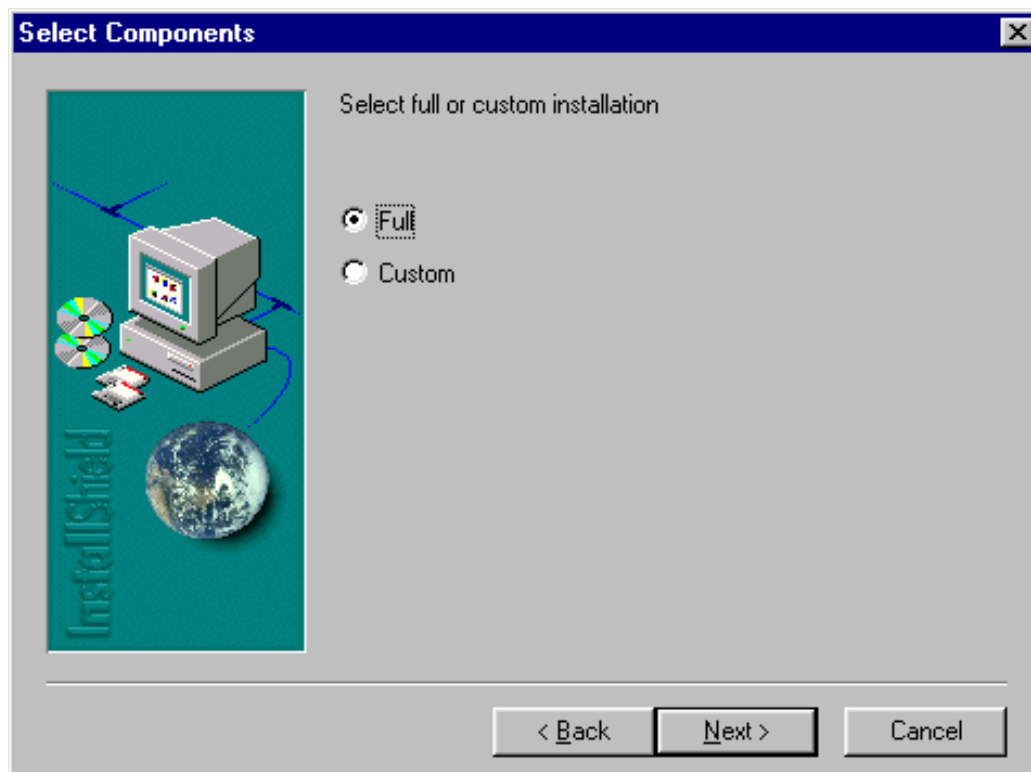 Select Components
Select full or custom installation
Full
Custom
InstallShield
< Back
Next >
Cancel